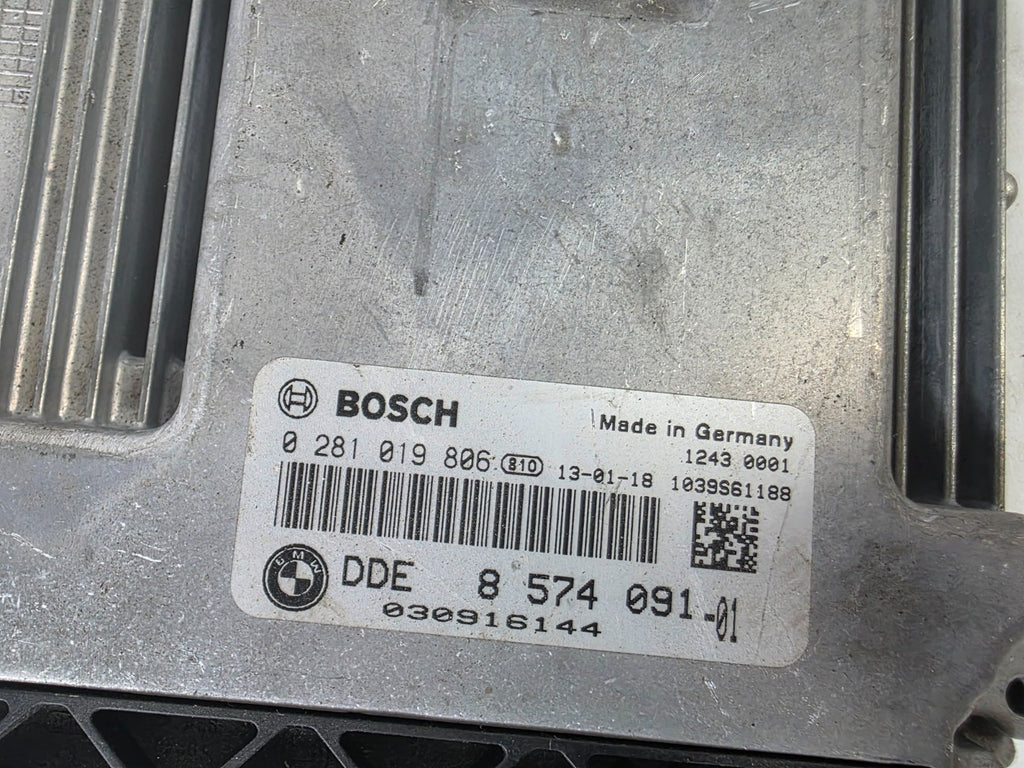 BOSCH
Made in Germany
0 281 019 806 810 13-01-18
1243 0001
1039S61188
BMW
DDE 8 574 091-01
030916144